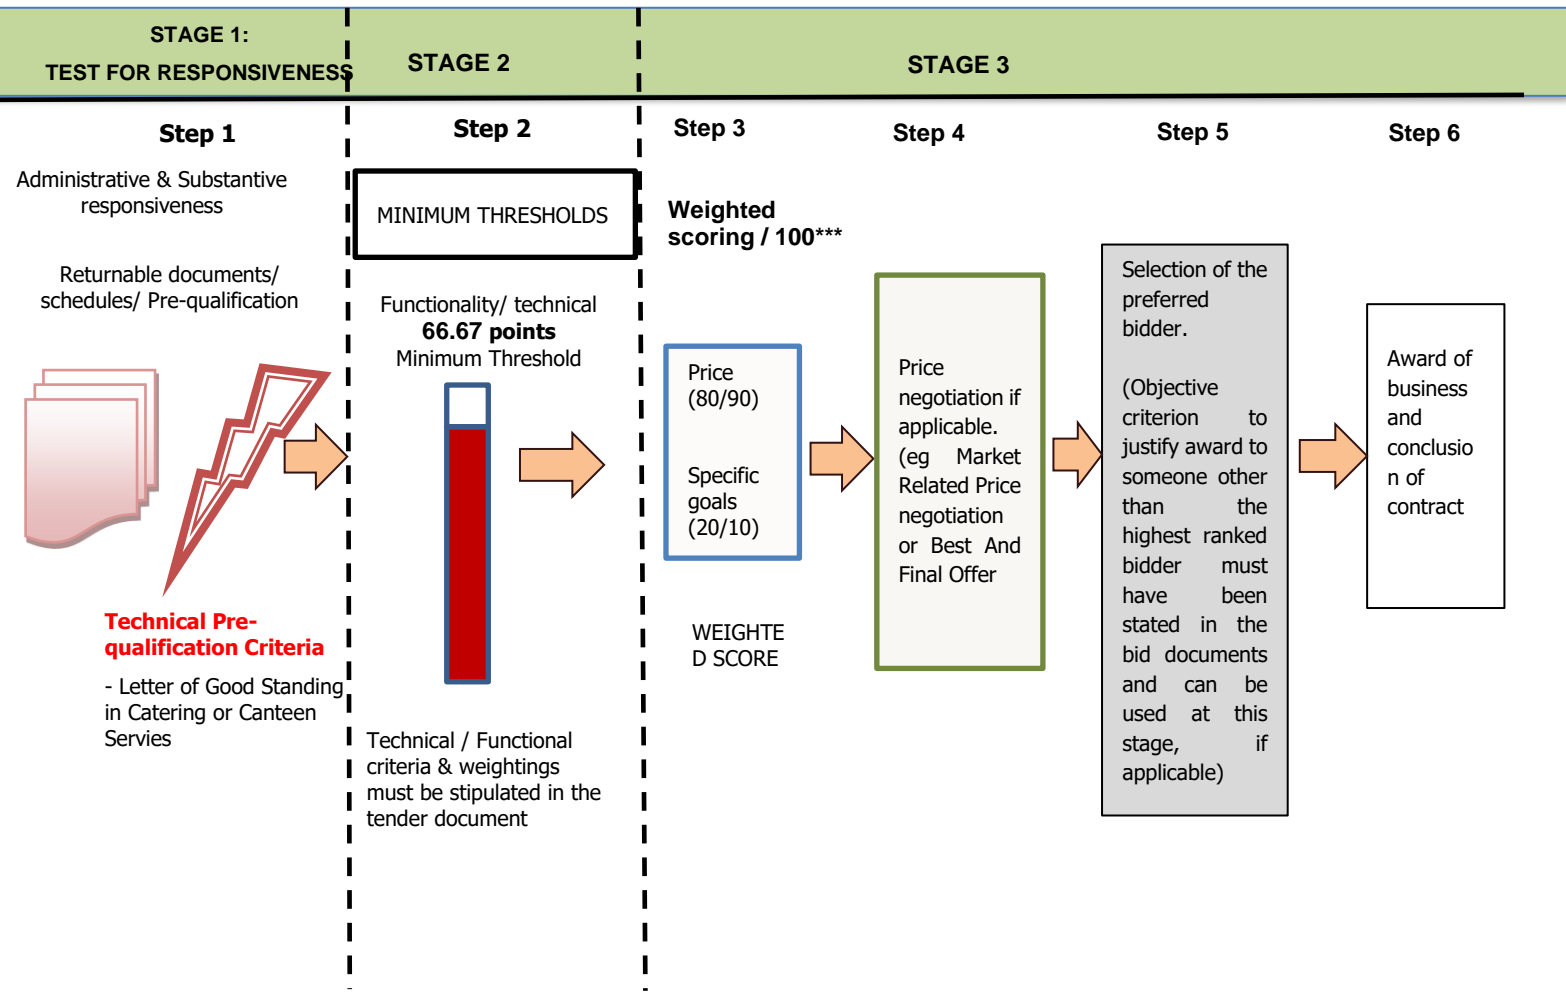 STAGE 1:
TEST FOR RESPONSIVENESS
STAGE 2
STAGE 3
Step 1
Administrative & Substantive
responsiveness
Returnable documents/
schedules/ Pre-qualification
Technical Pre-
qualification Criteria
- Letter of Good Standing
in Catering or Canteen
Servies
Step 2
MINIMUM THRESHOLDS
Functionality/ technical
66.67 points
Minimum Threshold
Technical / Functional
criteria & weightings
must be stipulated in the
tender document
Step 3
Weighted
scoring / 100***
Price
(80/90)
Specific
goals
(20/10)
WEIGHTE
D SCORE
Step 4
Price
negotiation if
applicable.
(eg Market
Related Price
negotiation
or Best And
Final Offer
Step 5
Selection of the
preferred
bidder.
(Objective
criterion to
justify award to
someone other
than the
highest ranked
bidder must
have been
stated in the
bid documents
and can be
used at this
stage, if
applicable)
Step 6
Award of
business
and
conclusio
n of
contract